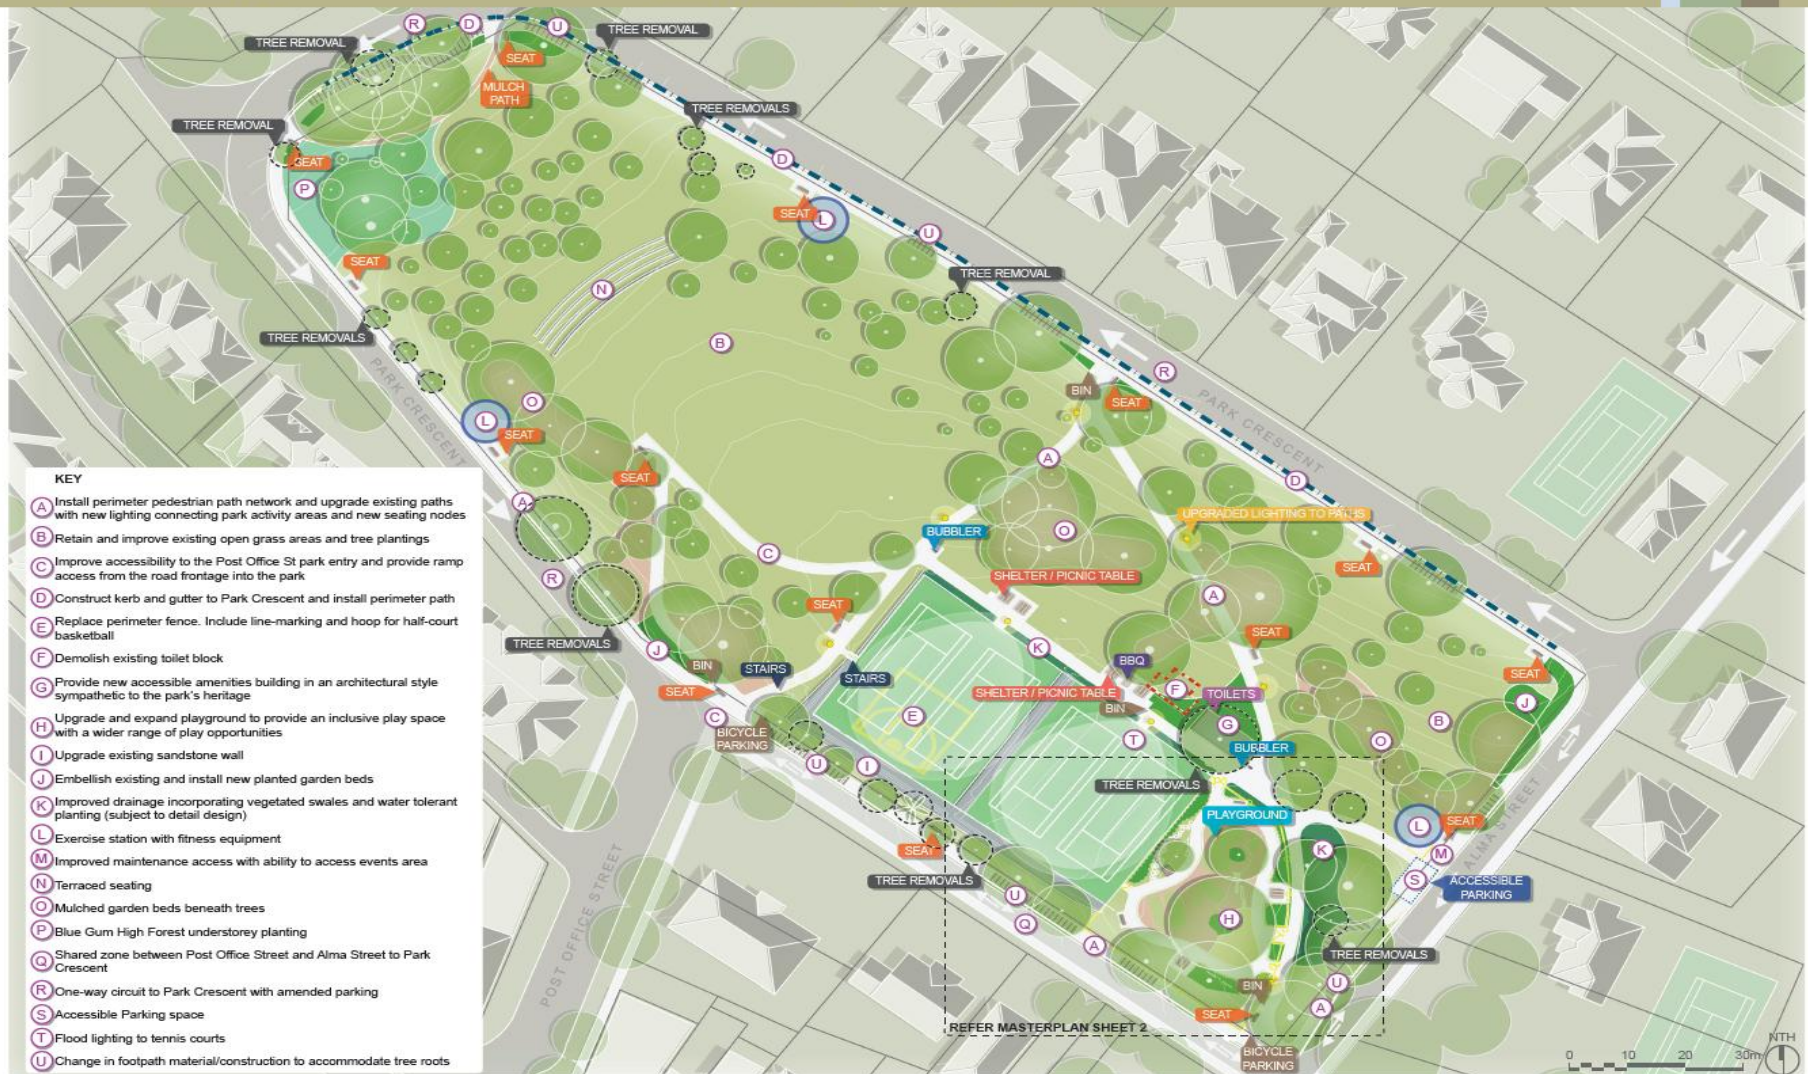 R
D
U
TREE REMOVAL
TREE REMOVAL
SEAT
MULCH
PATH
TREE REMOVALS
TREE REMOVAL
SEAT
D
P
SEAT
L
U
SEAT
TREE REMOVAL
N
TREE REMOVALS
B
PARK CRESCENT
R
BIN
SEAT
PARK CRESCENT
O
L
SEAT
A
SEAT
D
A
UPGRADED LIGHTING TO PATHS
BUBBLER
O
C
SEAT
R
SHELTER / PICNIC TABLE
A
SEAT
SEAT
TREE REMOVALS
J
K
BIN
STAIRS
STAIRS
BBQ
SEAT
SEAT
SHELTER / PICNIC TABLE
F
TOILETS
BIN
J
C
E
G
B
BICYCLE
PARKING
T
O
BUBBLER
U
I
TREE REMOVALS
PLAYGROUND
L
SEAT
SEAT
K
M
ALMA STREET
TREE REMOVALS
S
ACCESSIBLE
PARKING
U
Q
H
A
TREE REMOVALS
POST OFFICE STREET
BIN
U
SEAT
A
REFER MASTERPLAN SHEET 2
BICYCLE
PARKING
0 10 20 30m
NTH
KEY
A Install perimeter pedestrian path network and upgrade existing paths
with new lighting connecting park activity areas and new seating nodes
B Retain and improve existing open grass areas and tree plantings
C Improve accessibility to the Post Office St park entry and provide ramp
access from the road frontage into the park
D Construct kerb and gutter to Park Crescent and install perimeter path
E Replace perimeter fence. Include line-marking and hoop for half-court
basketball
F Demolish existing toilet block
G Provide new accessible amenities building in an architectural style
sympathetic to the park's heritage
H Upgrade and expand playground to provide an inclusive play space
with a wider range of play opportunities
I Upgrade existing sandstone wall
J Embellish existing and install new planted garden beds
K Improved drainage incorporating vegetated swales and water tolerant
planting (subject to detail design)
L Exercise station with fitness equipment
M Improved maintenance access with ability to access events area
N Terraced seating
O Mulched garden beds beneath trees
P Blue Gum High Forest understorey planting
Q Shared zone between Post Office Street and Alma Street to Park
Crescent
R One-way circuit to Park Crescent with amended parking
S Accessible Parking space
T Flood lighting to tennis courts
U Change in footpath material/construction to accommodate tree roots